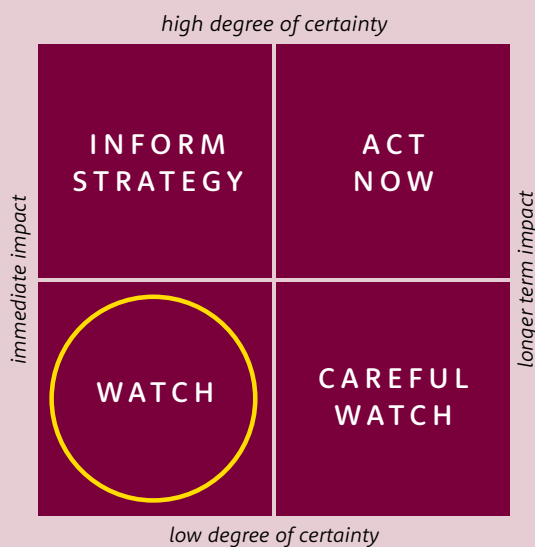 high degree of certainty
immediate impact
INFORM
STRATEGY
ACT
NOW
longer term impact
WATCH
CAREFUL
WATCH
low degree of certainty